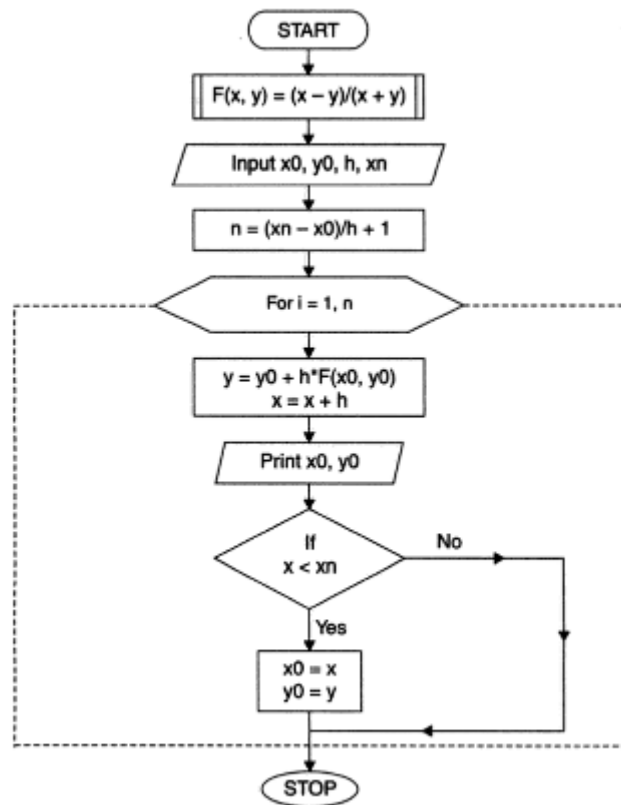 START
F(x, y) = (x – y)/(x + y)
Input x0, y0, h, xn
n = (xn – x0)/h + 1
For i = 1, n
y = y0 + h*F(x0, y0)
x = x + h
Print x0, y0
If
x < xn
No
Yes
x0 = x
y0 = y
STOP